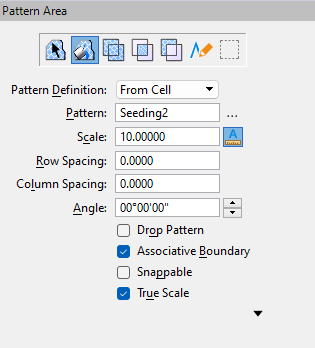 Pattern Area
Pattern Definition: From Cell
Pattern: Seeding2 ...
Scale: 10.00000 A
Row Spacing: 0.0000
Column Spacing: 0.0000
Angle: 00°00'00"
Drop Pattern
Associative Boundary
Snappable
True Scale